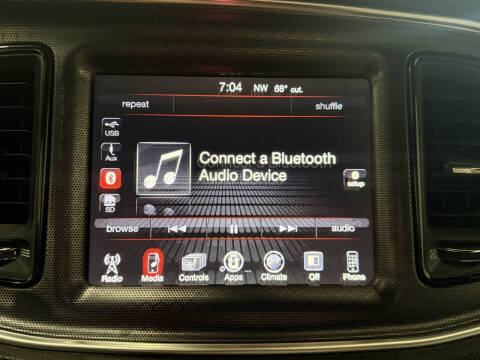 7:04 NW 68° out.
repeat shuffle
USB
Aux
SD
Connect a Bluetooth
Audio Device
setup
browse audio
Radio Media Controls Apps Climate Off Phone